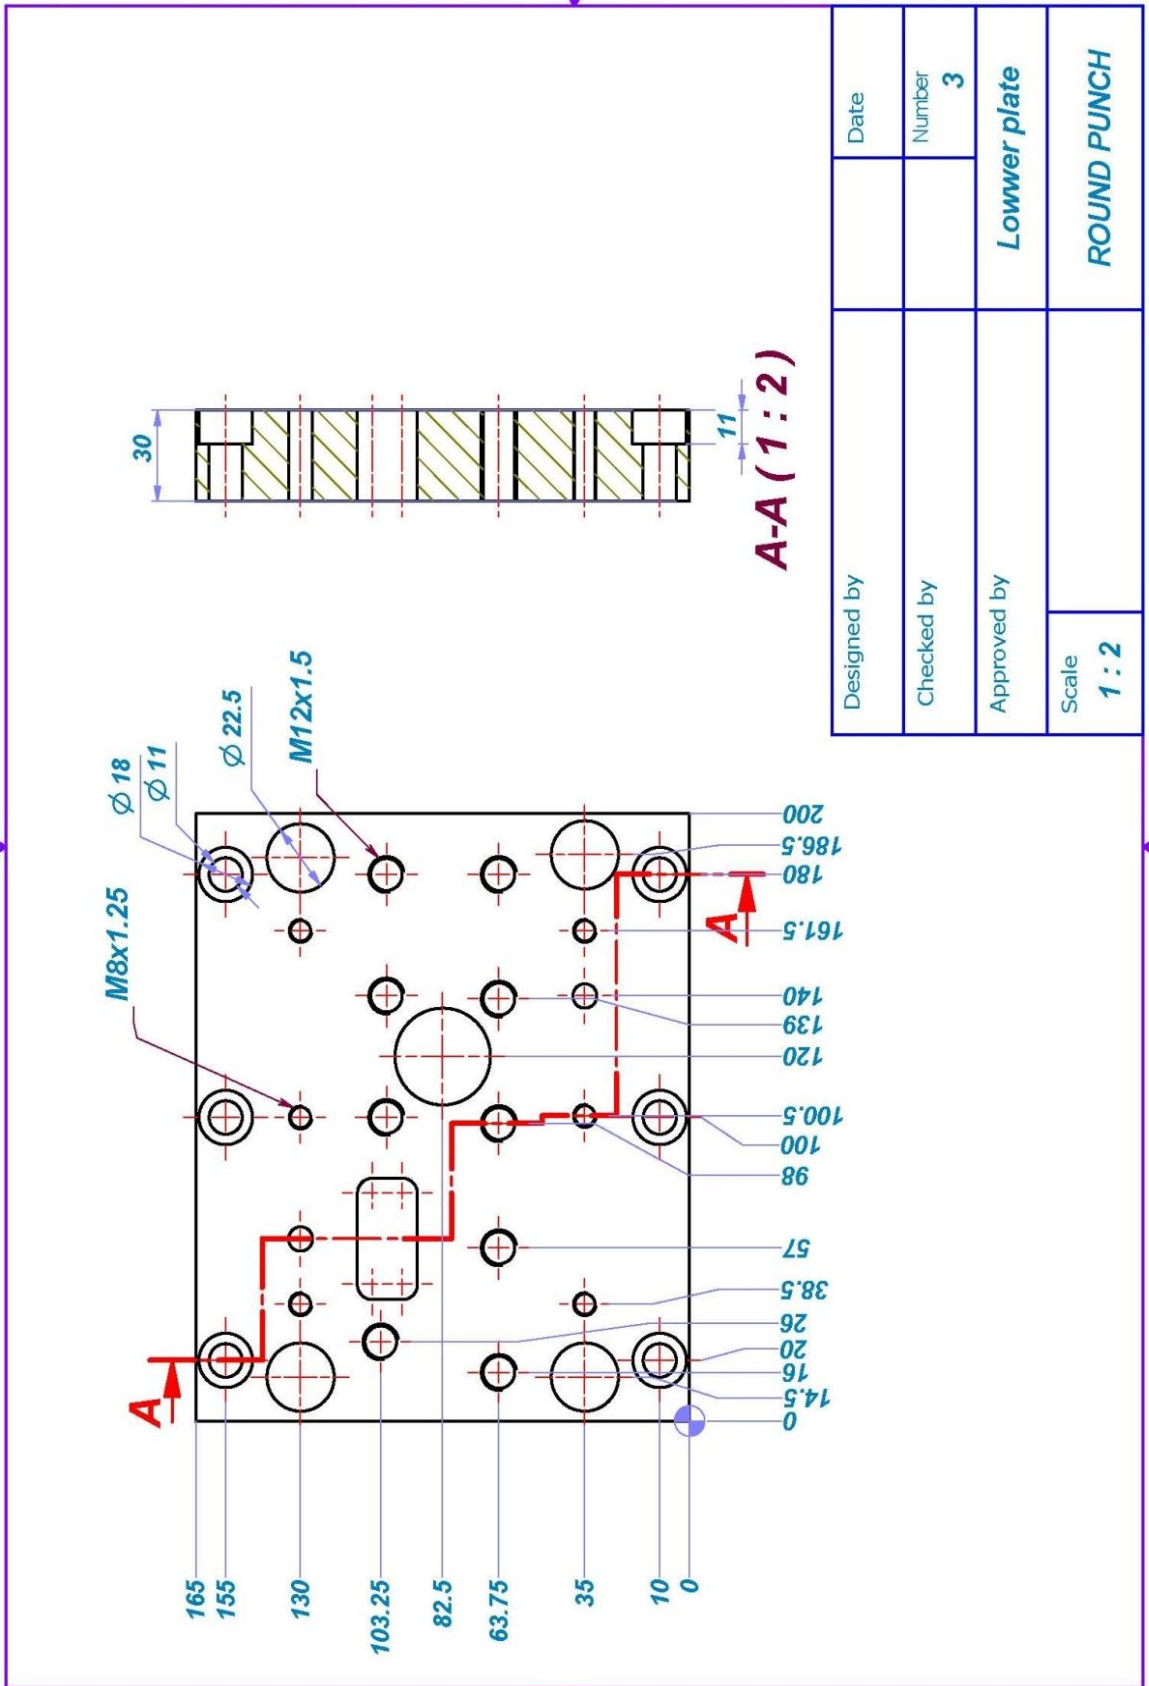 Ø 18
Ø 11
Ø 22.5
M12x1.5
M8x1.25
A
A
165
155
130
103.25
82.5
63.75
35
10
0
0
14.5
16
20
26
38.5
57
98
100
100.5
120
139
140
161.5
180
186.5
200
30
11
A-A ( 1 : 2 )
Designed by
Date
Checked by
Number
3
Approved by
Lowwer plate
Scale
1 : 2
ROUND PUNCH